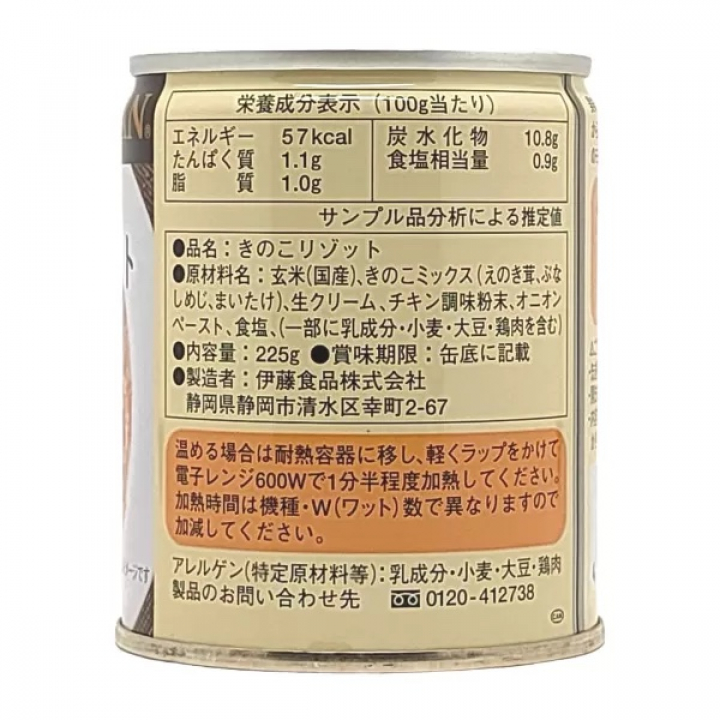 栄養成分表示（100g当たり）
エネルギー 57kcal 炭水化物 10.8g
たんぱく質 1.1g 食塩相当量 0.9g
脂質 1.0g
サンプル品分析による推定値
●品名：きのこリゾット
●原材料名：玄米(国産)、きのこミックス(えのき茸、ぶな
しめじ、まいたけ)、生クリーム、チキン調味粉末、オニオン
ペースト、食塩、(一部に乳成分・小麦・大豆・鶏肉を含む)
●内容量：225g ●賞味期限：缶底に記載
●製造者：伊藤食品株式会社
静岡県静岡市清水区幸町2-67
温める場合は耐熱容器に移し、軽くラップをかけて
電子レンジ600Wで1分半程度加熱してください。
加熱時間は機種・W(ワット)数で異なりますので
加減してください。
アレルゲン(特定原材料等)：乳成分・小麦・大豆・鶏肉
製品のお問い合わせ先 0120-412738